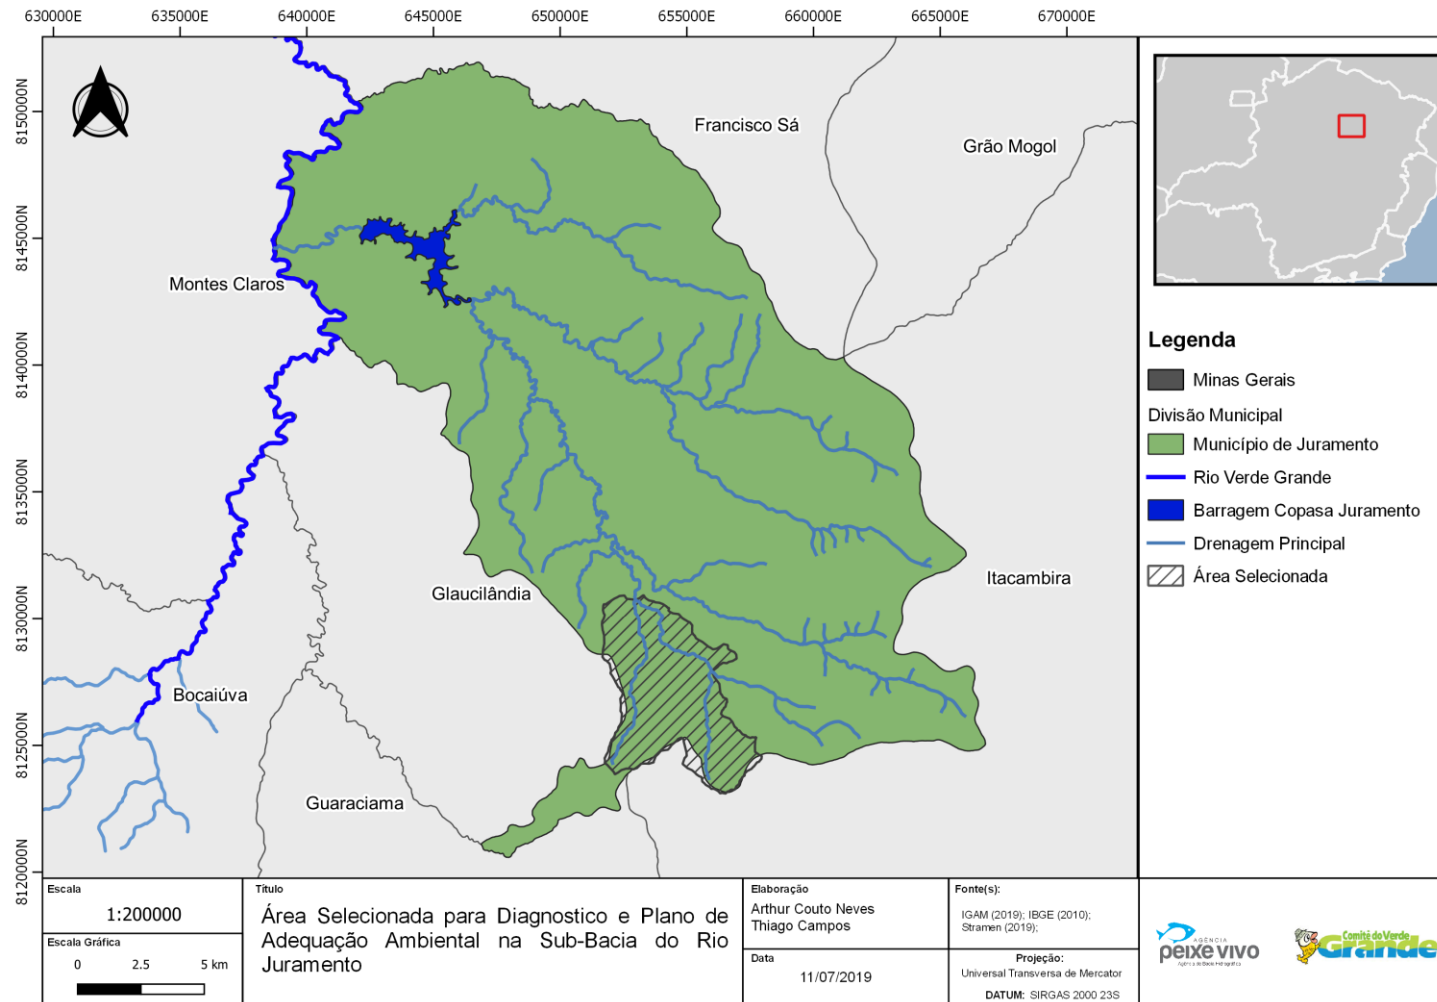 630000E 635000E 640000E 645000E 650000E 655000E 660000E 665000E 670000E
8150000N
8145000N
8140000N
8135000N
8130000N
8125000N
8120000N
Francisco Sá
Grão Mogol
Montes Claros
Itacambira
Glaucilândia
Bocaiúva
Guaraciama
Legenda
Minas Gerais
Divisão Municipal
Município de Juramento
Rio Verde Grande
Barragem Copasa Juramento
Drenagem Principal
Área Selecionada
Escala
1:200000
Escala Gráfica
0 2.5 5 km
Título
Área Selecionada para Diagnostico e Plano de
Adequação Ambiental na Sub-Bacia do Rio
Juramento
Elaboração
Arthur Couto Neves
Thiago Campos
Data
11/07/2019
Fonte(s):
IGAM (2019); IBGE (2010);
Stramen (2019);
Projeção:
Universal Transversa de Mercator
DATUM: SIRGAS 2000 23S
AGÊNCIA
peixe vivo
Agência de Bacia Hidrográfica
Comitê do Verde
Grande